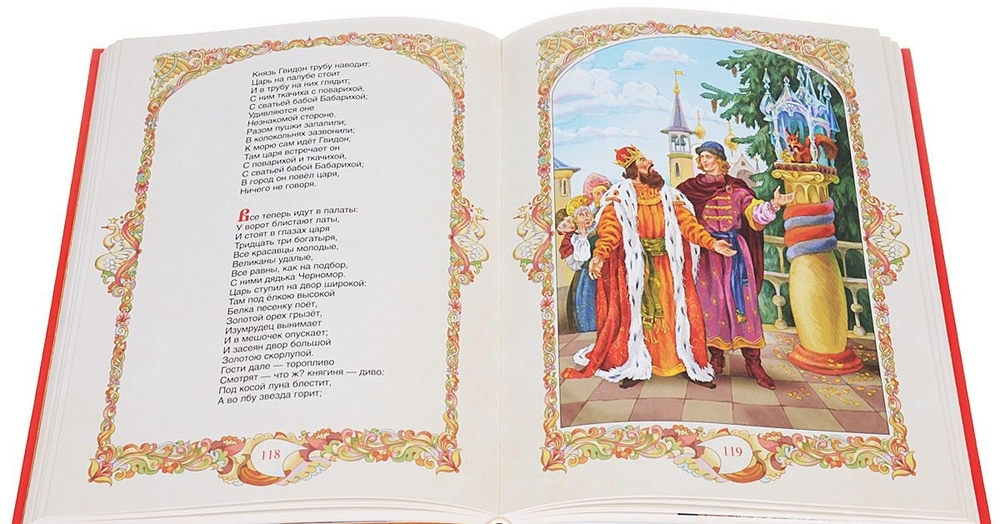 Князь Гвидон трубу наводит:
Царь на палубе стоит
И в трубу на них глядит;
С ним ткачиха с поварихой,
С сватьей бабой Бабарихой;
Удивляются оне
Незнакомой стороне.
Разом пушки запалили;
В колокольнях зазвонили;
К морю сам идёт Гвидон;
Там царя встречает он
С поварихой и ткачихой,
С сватьей бабой Бабарихой;
В город он повёл царя,
Ничего не говоря.
Все теперь идут в палаты:
У ворот блистают латы,
И стоят в глазах царя
Тридцать три богатыря,
Все красавцы молодые,
Великаны удалые,
Все равны, как на подбор,
С ними дядька Черномор.
Царь ступил на двор широкой:
Там под ёлкою высокой
Белка песенку поёт,
Золотой орех грызёт,
Изумрудец вынимает
И в мешочек опускает;
И засеян двор большой
Золотою скорлупой.
Гости дале — торопливо
Смотрят — что ж? княгиня — диво:
Под косой луна блестит,
А во лбу звезда горит;
118
119